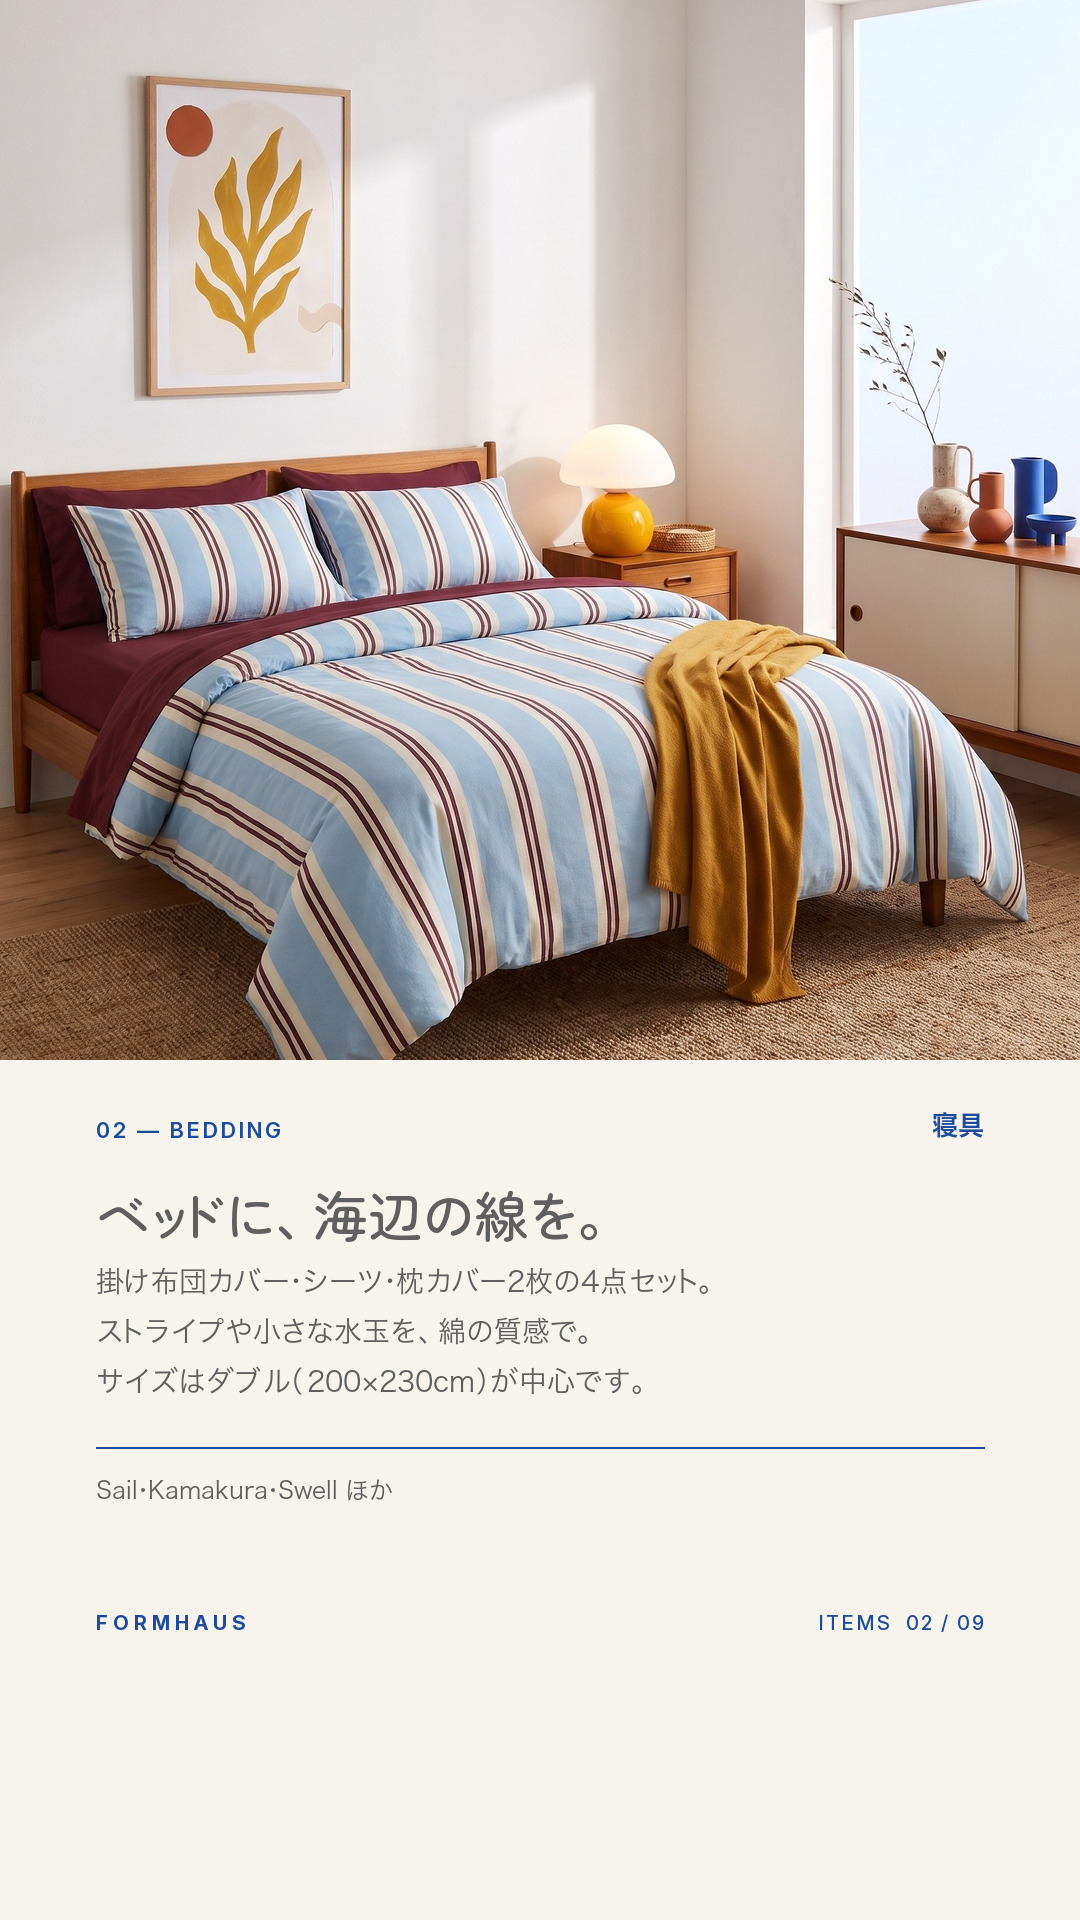 02 — BEDDING
寝具
ベッドに、海辺の線を。
掛け布団カバー・シーツ・枕カバー2枚の4点セット。
ストライプや小さな水玉を、綿の質感で。
サイズはダブル(200×230cm)が中心です。
Sail・Kamakura・Swell ほか
FORMHAUS
ITEMS 02 / 09